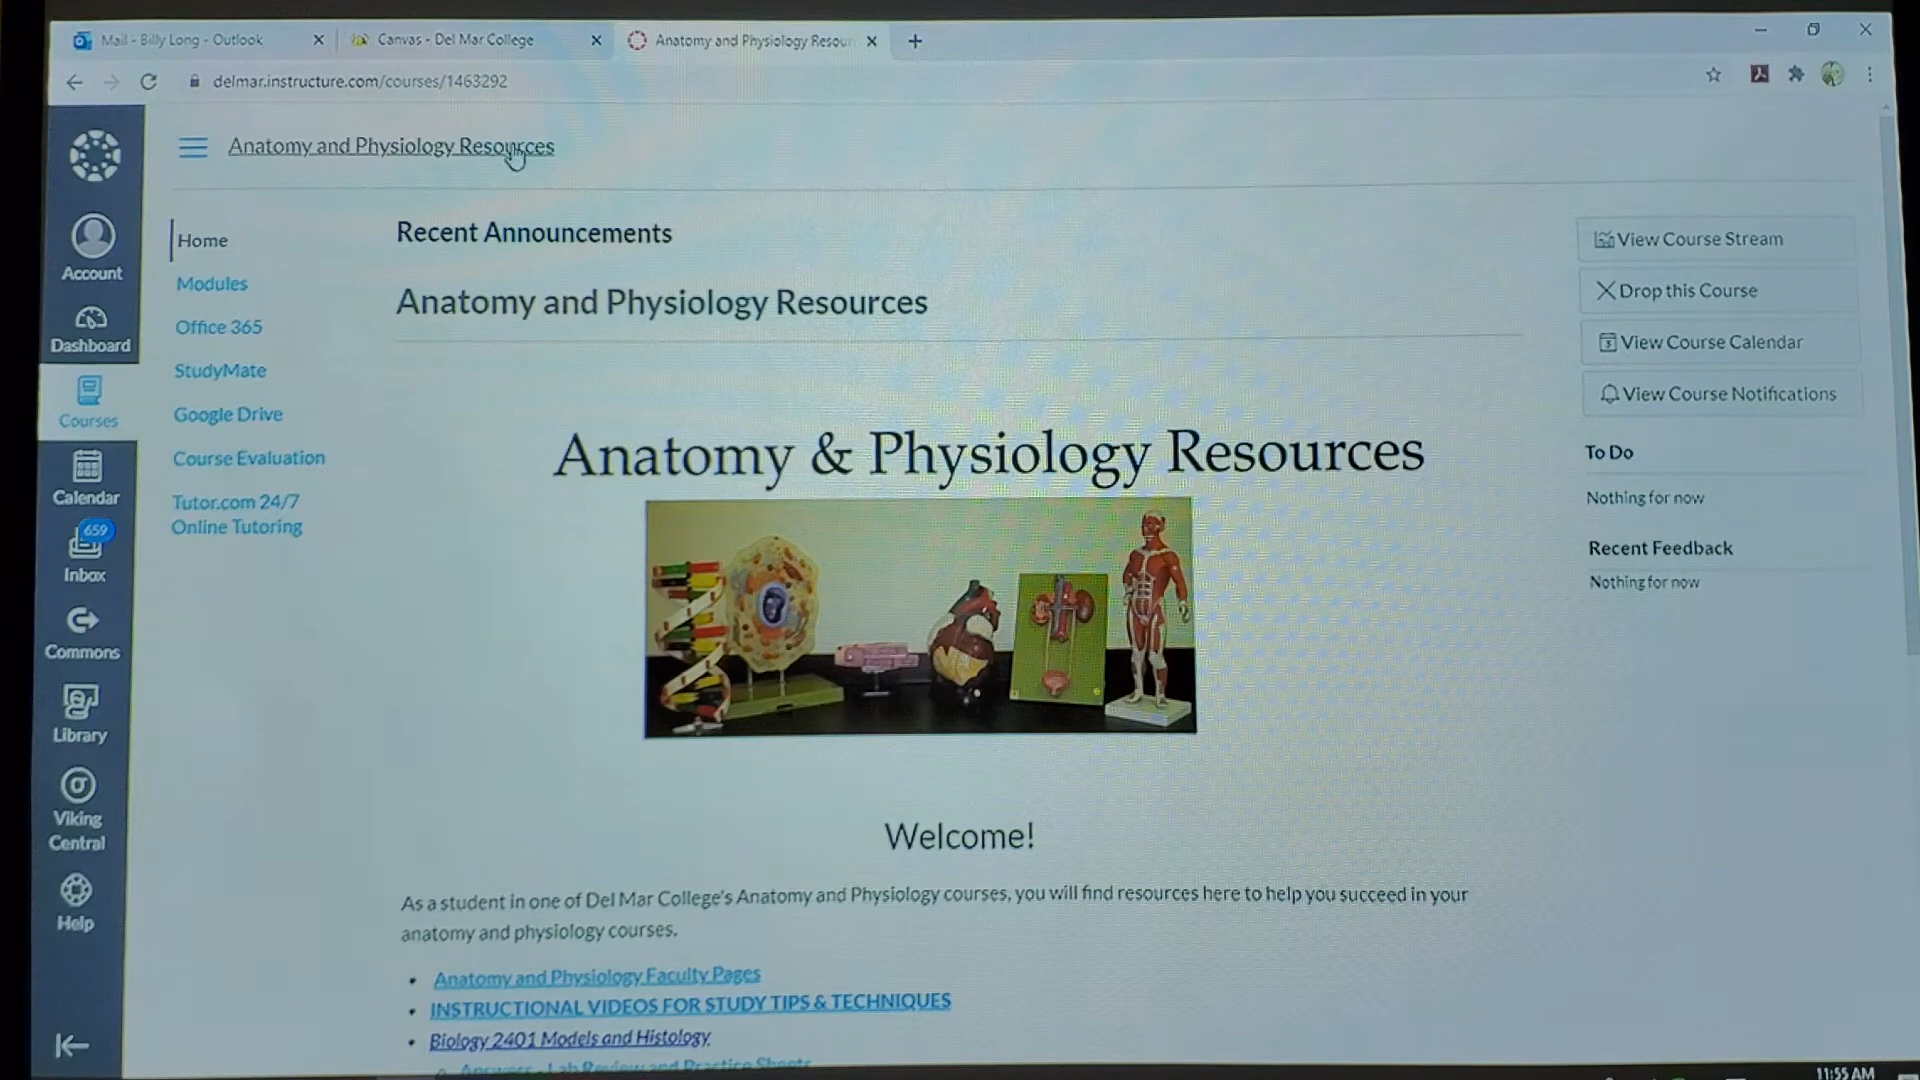 Mail - Billy Long - Outlook
Canvas - Del Mar College
Anatomy and Physiology Resour
delmar.instructure.com/courses/1463292
Anatomy and Physiology Resources
Account
Dashboard
Courses
Calendar
659
Inbox
Commons
Library
Viking
Central
Help
Home
Modules
Office 365
StudyMate
Google Drive
Course Evaluation
Tutor.com 24/7
Online Tutoring
Recent Announcements
Anatomy and Physiology Resources
Anatomy & Physiology Resources
Welcome!
As a student in one of Del Mar College's Anatomy and Physiology courses, you will find resources here to help you succeed in your
anatomy and physiology courses.
Anatomy and Physiology Faculty Pages
INSTRUCTIONAL VIDEOS FOR STUDY TIPS & TECHNIQUES
Biology 2401 Models and Histology
Answers - Lab Review and Practice Sheets
View Course Stream
Drop this Course
View Course Calendar
View Course Notifications
To Do
Nothing for now
Recent Feedback
Nothing for now
11:55 AM